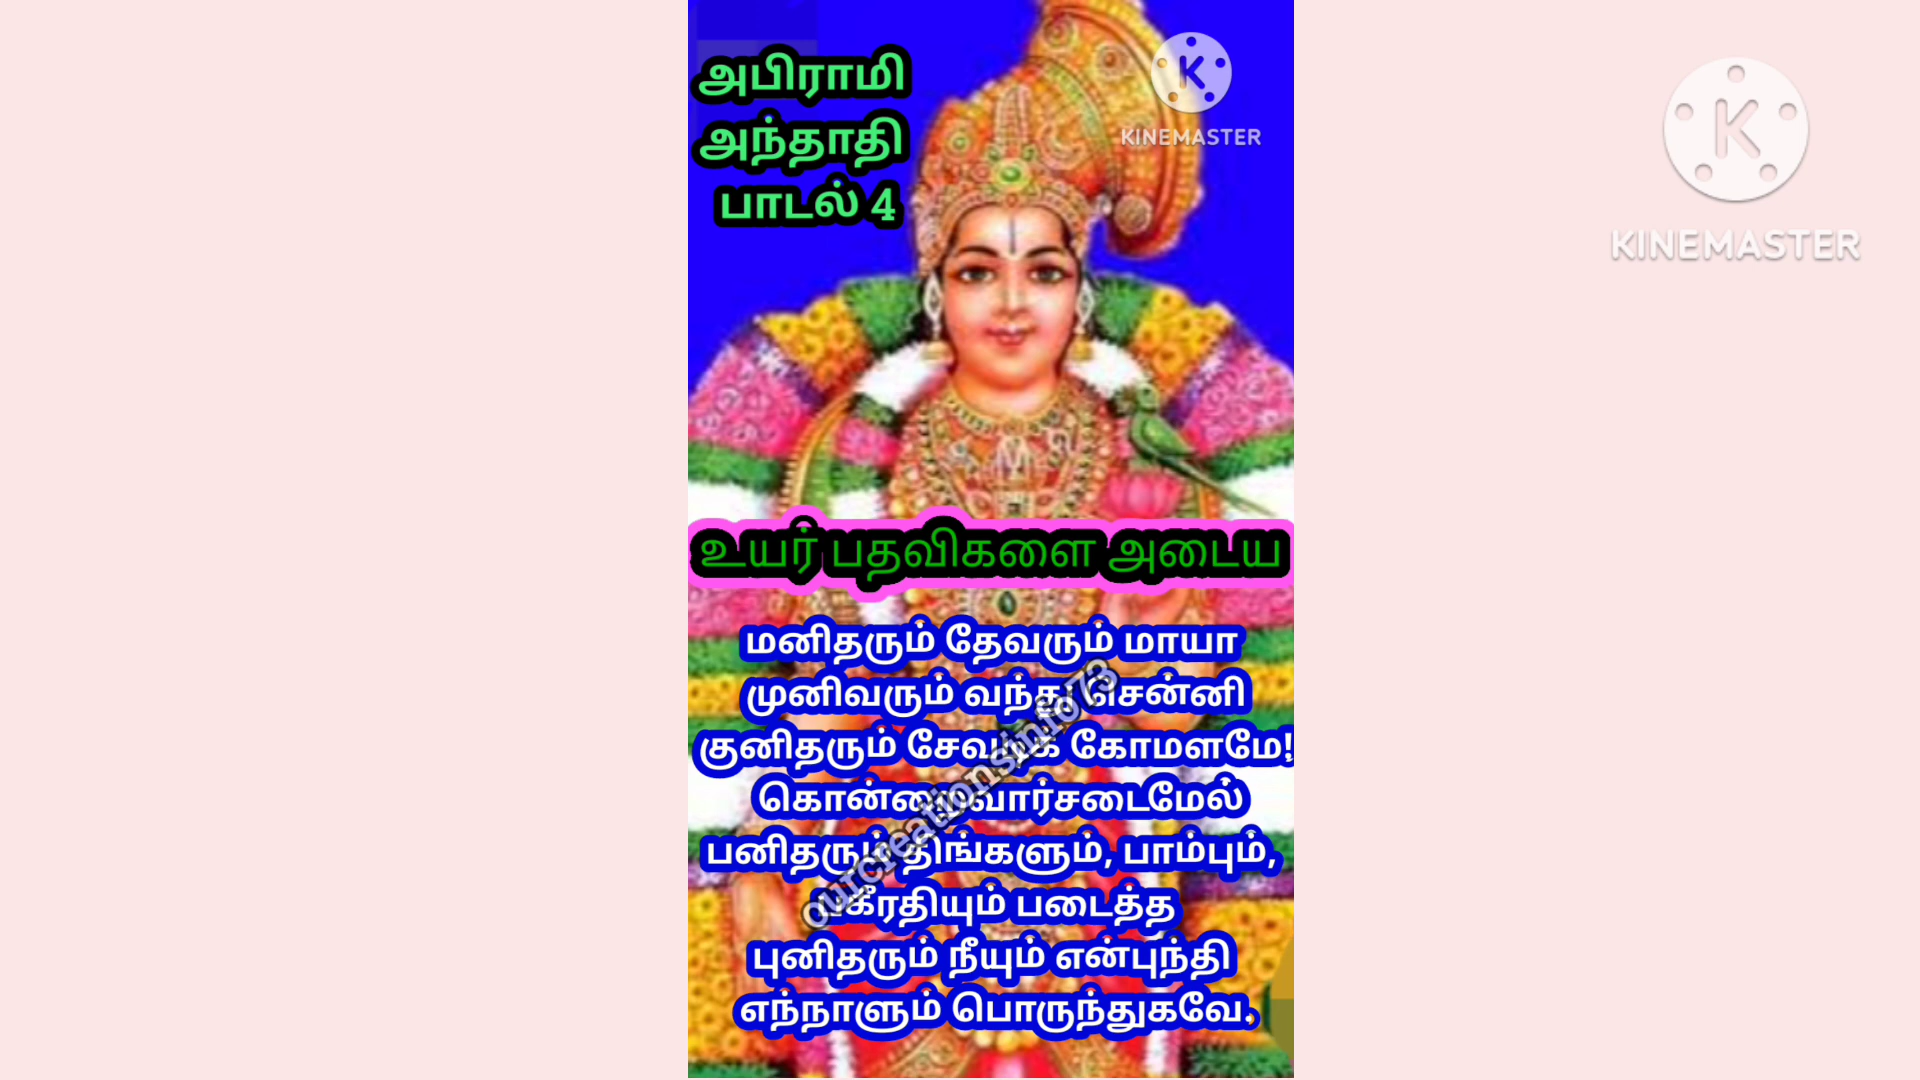 அபிராமி
அந்தாதி
பாடல் 4
KINEMASTER
KINEMASTER
உயர் பதவிகளை அடைய
மனிதரும் தேவரும் மாயா
முனிவரும் வந்து சென்னி
குனிதரும் சேவடிக் கோமளமே!
கொன்றை வார்சடைமேல்
பனிதரும் திங்களும், பாம்பும்,
பகீரதியும் படைத்த
புனிதரும் நீயும் என்புந்தி
எந்நாளும் பொருந்துகவே.
ourcreationsinfo73